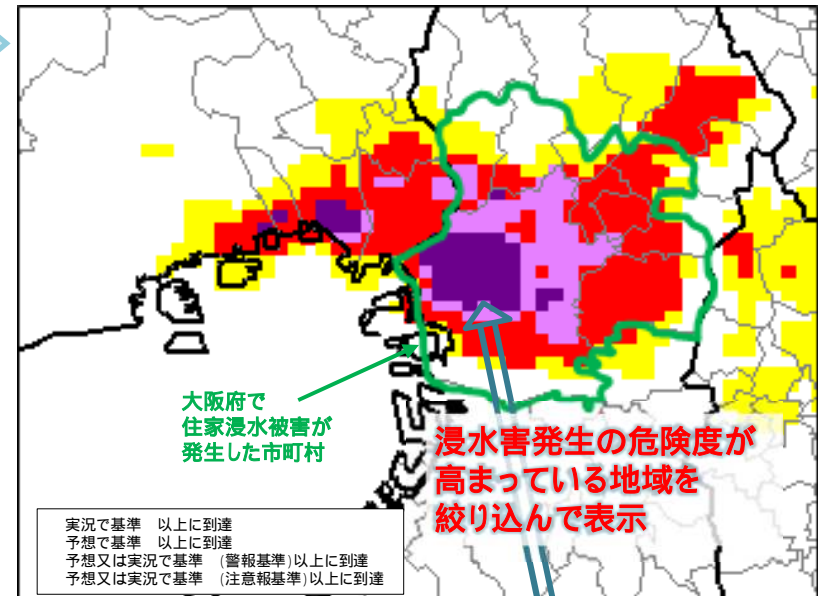 大阪府で
住家浸水被害が
発生した市町村
浸水害発生の危険度が
高まっている地域を
絞り込んで表示
実況で基準　以上に到達
予想で基準　以上に到達
予想又は実況で基準　(警報基準)以上に到達
予想又は実況で基準　(注意報基準)以上に到達